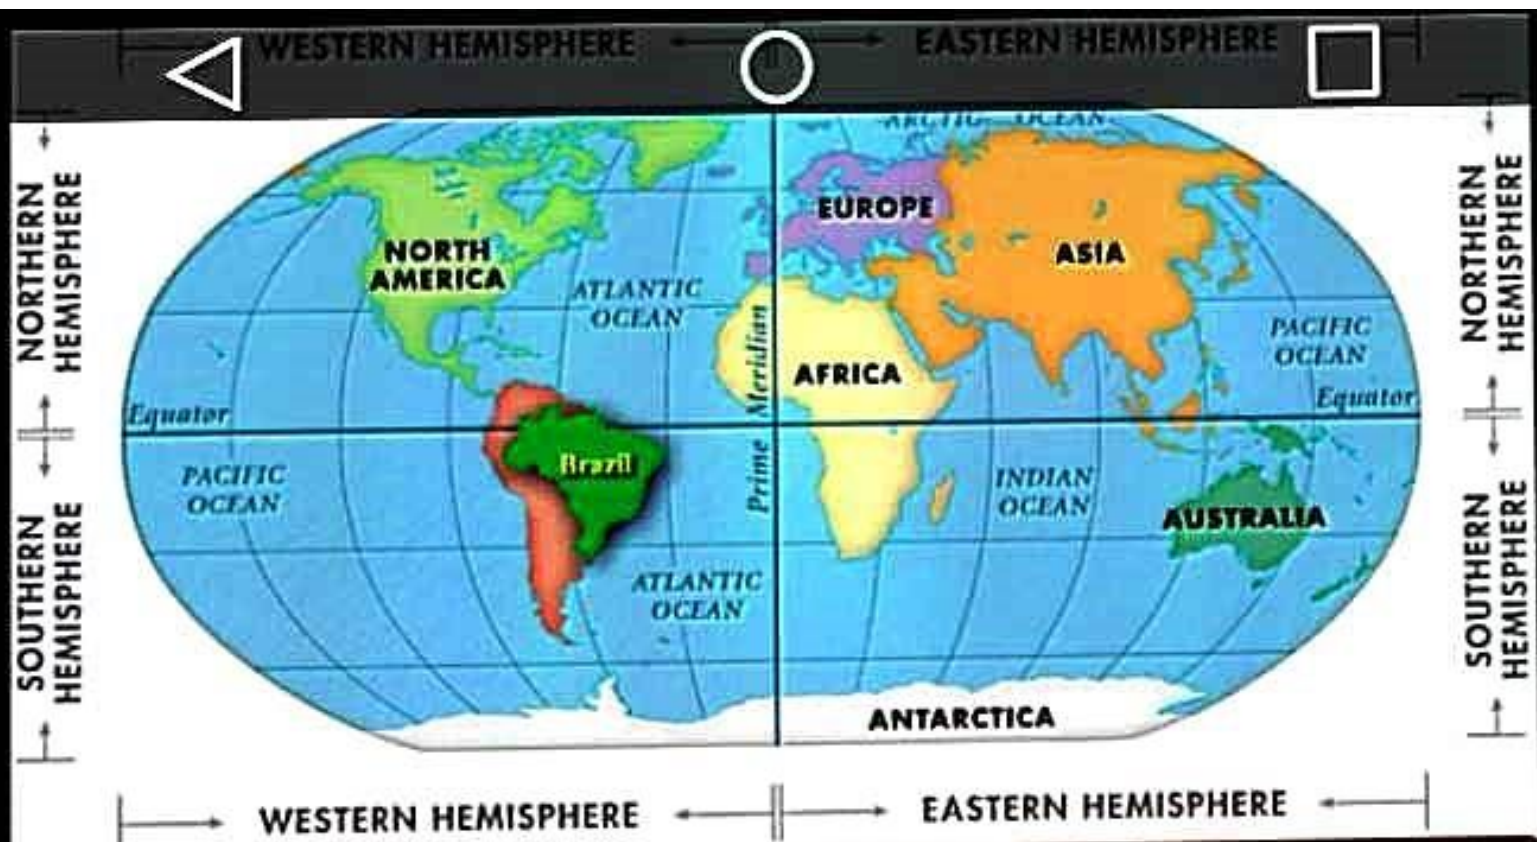 WESTERN HEMISPHERE
EASTERN HEMISPHERE
ARCTIC OCEAN
NORTHERN
HEMISPHERE
NORTHERN
HEMISPHERE
EUROPE
ASIA
NORTH
AMERICA
ATLANTIC
OCEAN
PACIFIC
OCEAN
AFRICA
Prime Meridian
Equator
Equator
Brazil
PACIFIC
OCEAN
INDIAN
OCEAN
AUSTRALIA
SOUTHERN
HEMISPHERE
SOUTHERN
HEMISPHERE
ATLANTIC
OCEAN
ANTARCTICA
WESTERN HEMISPHERE
EASTERN HEMISPHERE